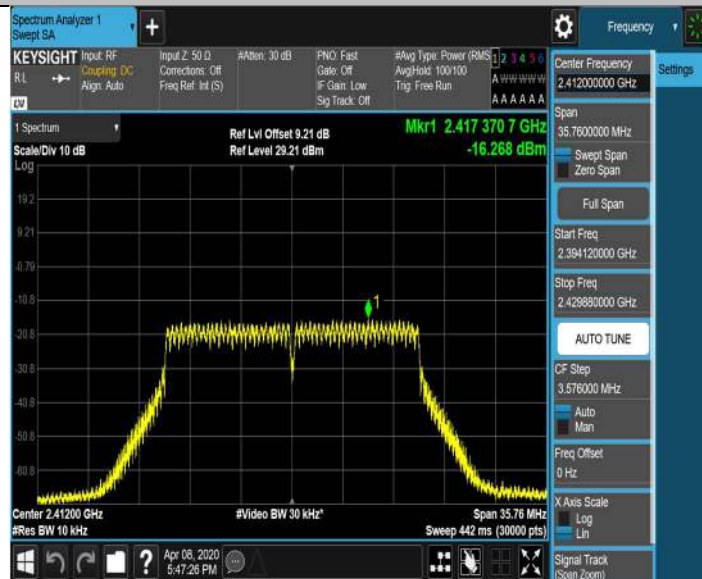 Spectrum Analyzer 1
Swept SA
+
Frequency
KEYSIGHT
RL
Input: RF
Coupling: DC
Align: Auto
Input Z: 50 Ω
Corrections: Off
Freq Ref: Int (S)
#Atten: 30 dB
PNO: Fast
Gate: Off
IF Gain: Low
Sig Track: Off
#Avg Type: Power (RMS
Avg|Hold: 100/100
Trig: Free Run
1 2 3 4 5 6
A W W W W W
A A A A A A
1 Spectrum
Scale/Div 10 dB
Ref Lvl Offset 9.21 dB
Ref Level 29.21 dBm
Mkr1 2.417 370 7 GHz
-16.268 dBm
Log
19.2
9.21
-0.79
-10.8
-20.8
-30.8
-40.8
-50.8
-60.8
1
Center 2.41200 GHz
#Res BW 10 kHz
#Video BW 30 kHz*
Span 35.76 MHz
Sweep 442 ms (30000 pts)
?
Apr 08, 2020
5:47:26 PM
Center Frequency
2.412000000 GHz
Settings
Span
35.7600000 MHz
Swept Span
Zero Span
Full Span
Start Freq
2.394120000 GHz
Stop Freq
2.429880000 GHz
AUTO TUNE
CF Step
3.576000 MHz
Auto
Man
Freq Offset
0 Hz
X Axis Scale
Log
Lin
Signal Track
(Span Zoom)